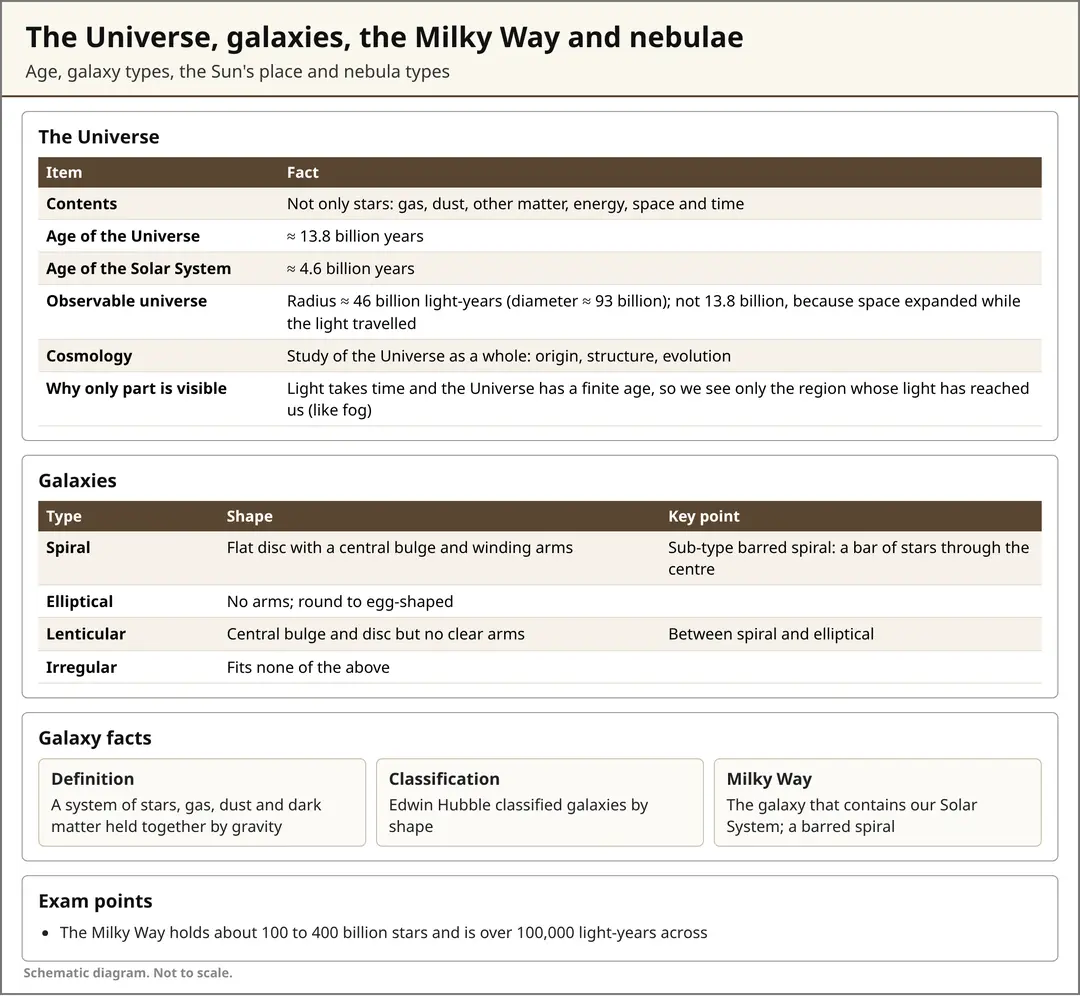 The Universe, galaxies, the Milky Way and nebulae
Age, galaxy types, the Sun's place and nebula types
The Universe
Item Fact
Contents Not only stars: gas, dust, other matter, energy, space and time
Age of the Universe ≈ 13.8 billion years
Age of the Solar System ≈ 4.6 billion years
Observable universe Radius ≈ 46 billion light-years (diameter ≈ 93 billion); not 13.8 billion, because space expanded while
the light travelled
Cosmology Study of the Universe as a whole: origin, structure, evolution
Why only part is visible Light takes time and the Universe has a finite age, so we see only the region whose light has reached
us (like fog)
Galaxies
Type Shape Key point
Spiral Flat disc with a central bulge and winding arms Sub-type barred spiral: a bar of stars through the
centre
Elliptical No arms; round to egg-shaped
Lenticular Central bulge and disc but no clear arms Between spiral and elliptical
Irregular Fits none of the above
Galaxy facts
Definition
A system of stars, gas, dust and dark
matter held together by gravity
Classification
Edwin Hubble classified galaxies by
shape
Milky Way
The galaxy that contains our Solar
System; a barred spiral
Exam points
• The Milky Way holds about 100 to 400 billion stars and is over 100,000 light-years across
Schematic diagram. Not to scale.